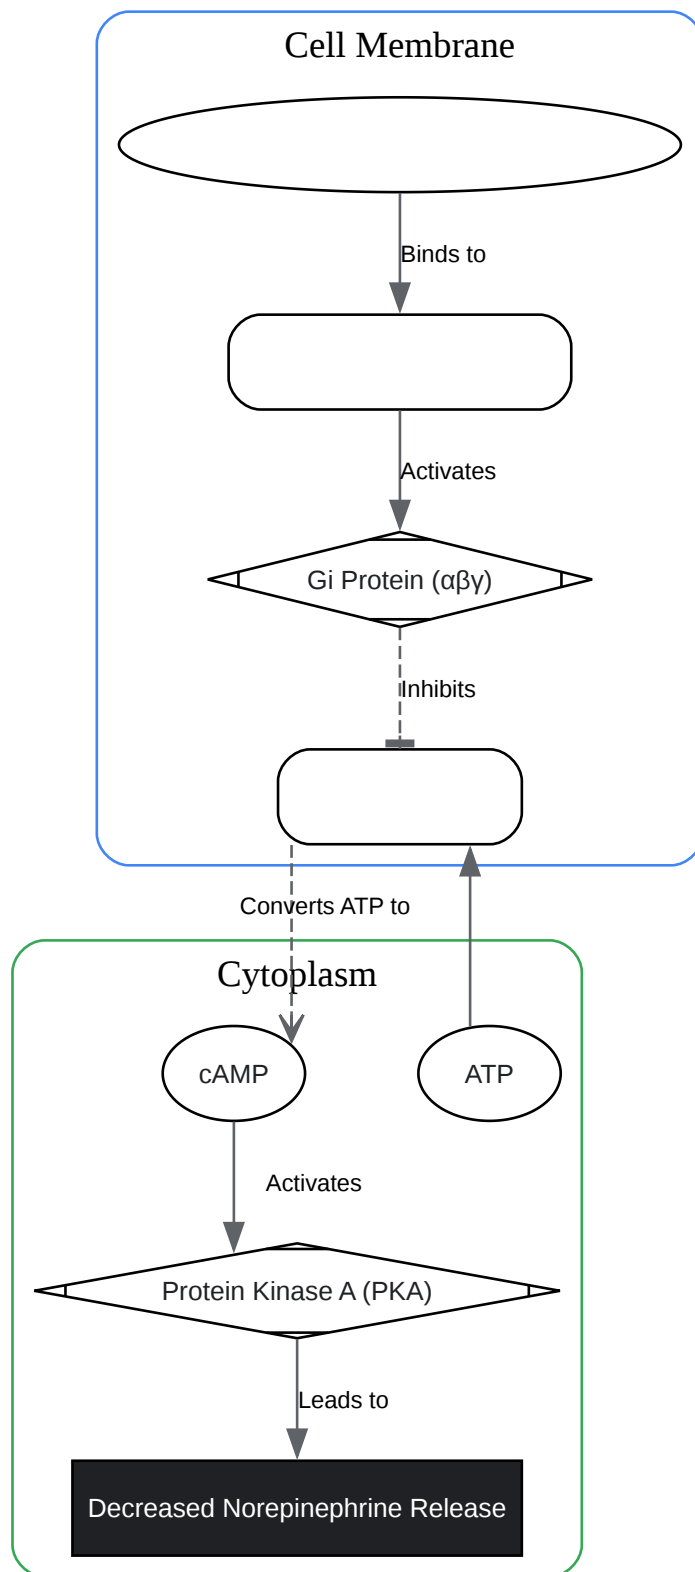 Cell Membrane
Binds to
Activates
Gi Protein (αβγ)
Inhibits
Converts ATP to
Cytoplasm
cAMP
ATP
Activates
Protein Kinase A (PKA)
Leads to
Decreased Norepinephrine Release